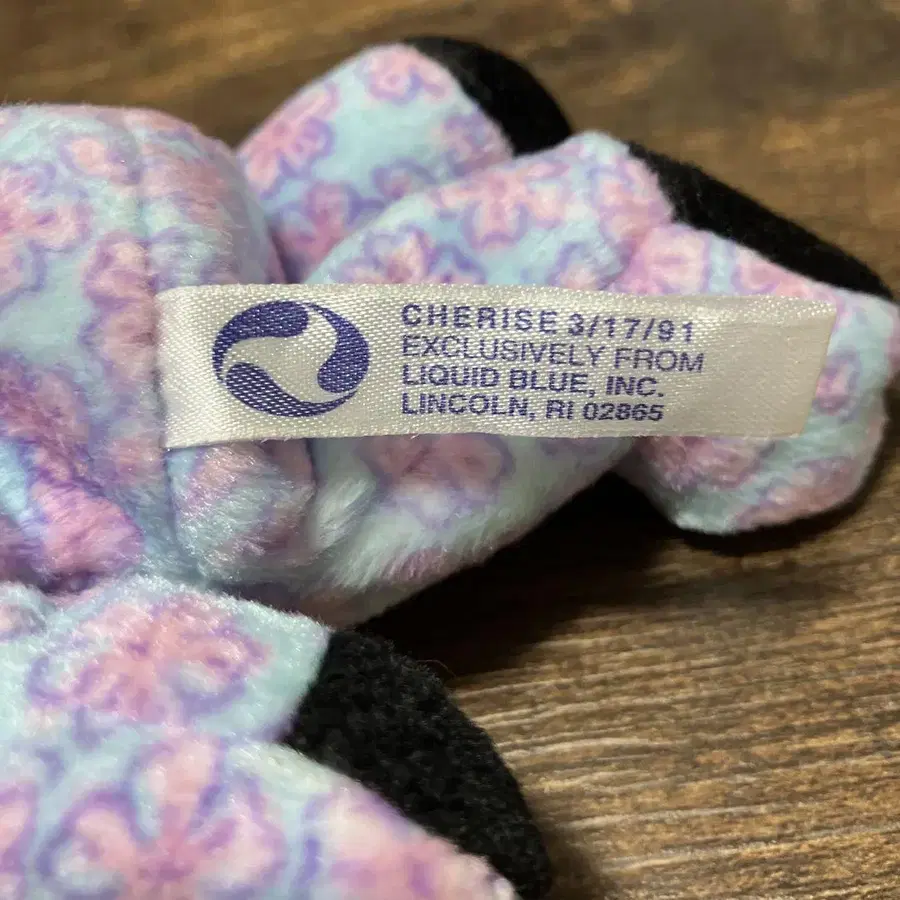 CHERISE 3/17/91
EXCLUSIVELY FROM
LIQUID BLUE, INC.
LINCOLN, RI 02865